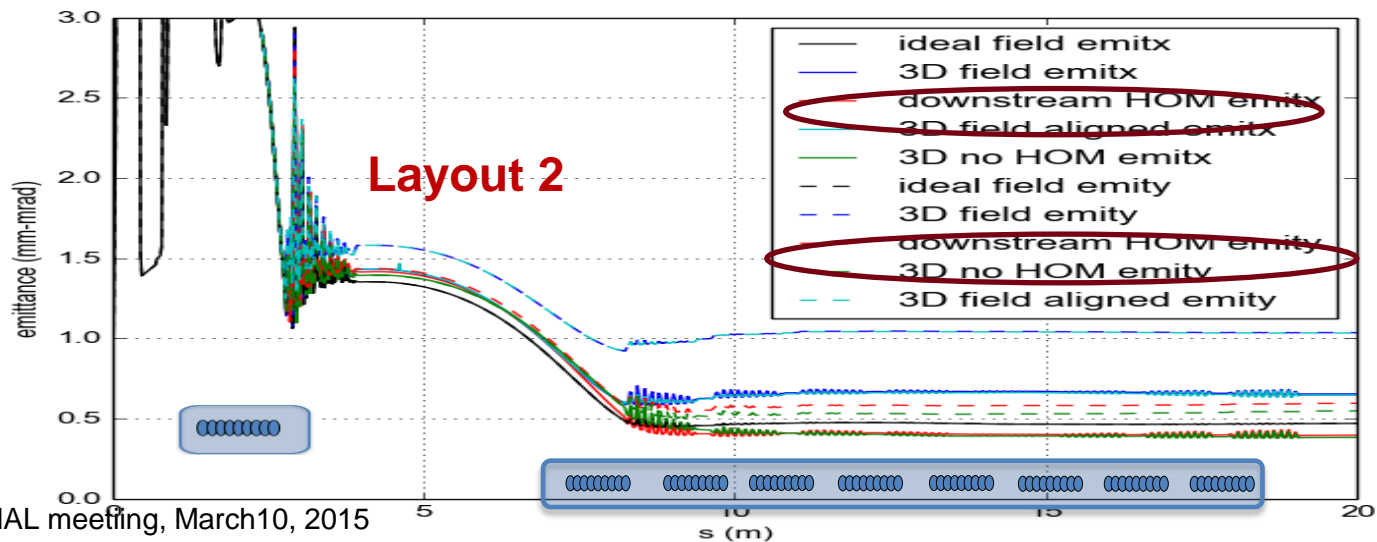 3.0
2.5
2.0
1.5
1.0
0.5
0.0
emittance (mm-mrad)
ideal field emitx
3D field emitx
downstream HOM emitx
3D field aligned emitx
3D no HOM emitx
ideal field emity
3D field emity
downstream HOM emity
3D no HOM emity
3D field aligned emity
Layout 2
5
10
15
20
s (m)
meetiing, March10, 2015